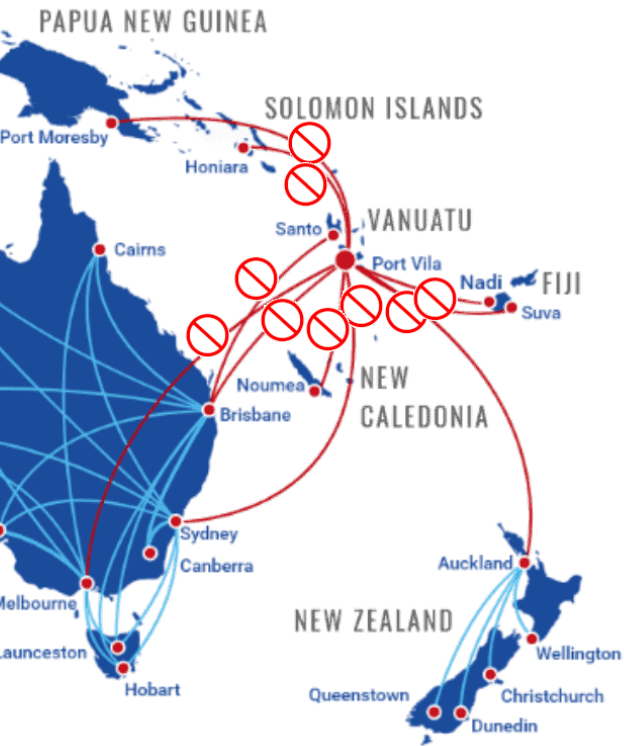 PAPUA NEW GUINEA
SOLOMON ISLANDS
Port Moresby
Honiara
Santo
VANUATU
Cairns
Port Vila
Nadi
FIJI
Suva
Noumea
NEW
CALEDONIA
Brisbane
Sydney
Canberra
Auckland
Melbourne
NEW ZEALAND
Launceston
Wellington
Hobart
Queenstown
Christchurch
Dunedin